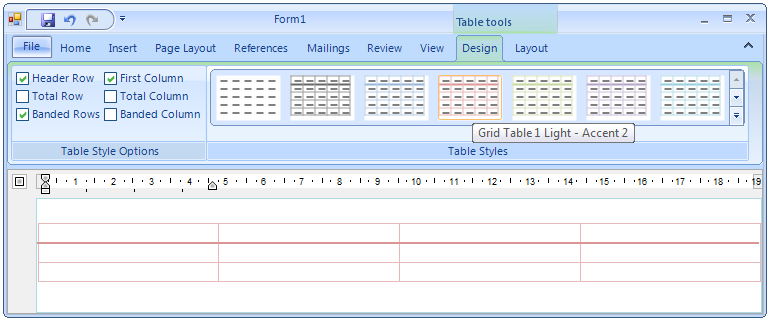 Form1
Table tools
File Home Insert Page Layout References Mailings Review View Design Layout
Header Row First Column
Total Row Total Column
Banded Rows Banded Column
Grid Table 1 Light - Accent 2
Table Style Options Table Styles
1 2 3 4 5 6 7 8 9 10 11 12 13 14 15 16 17 18 19